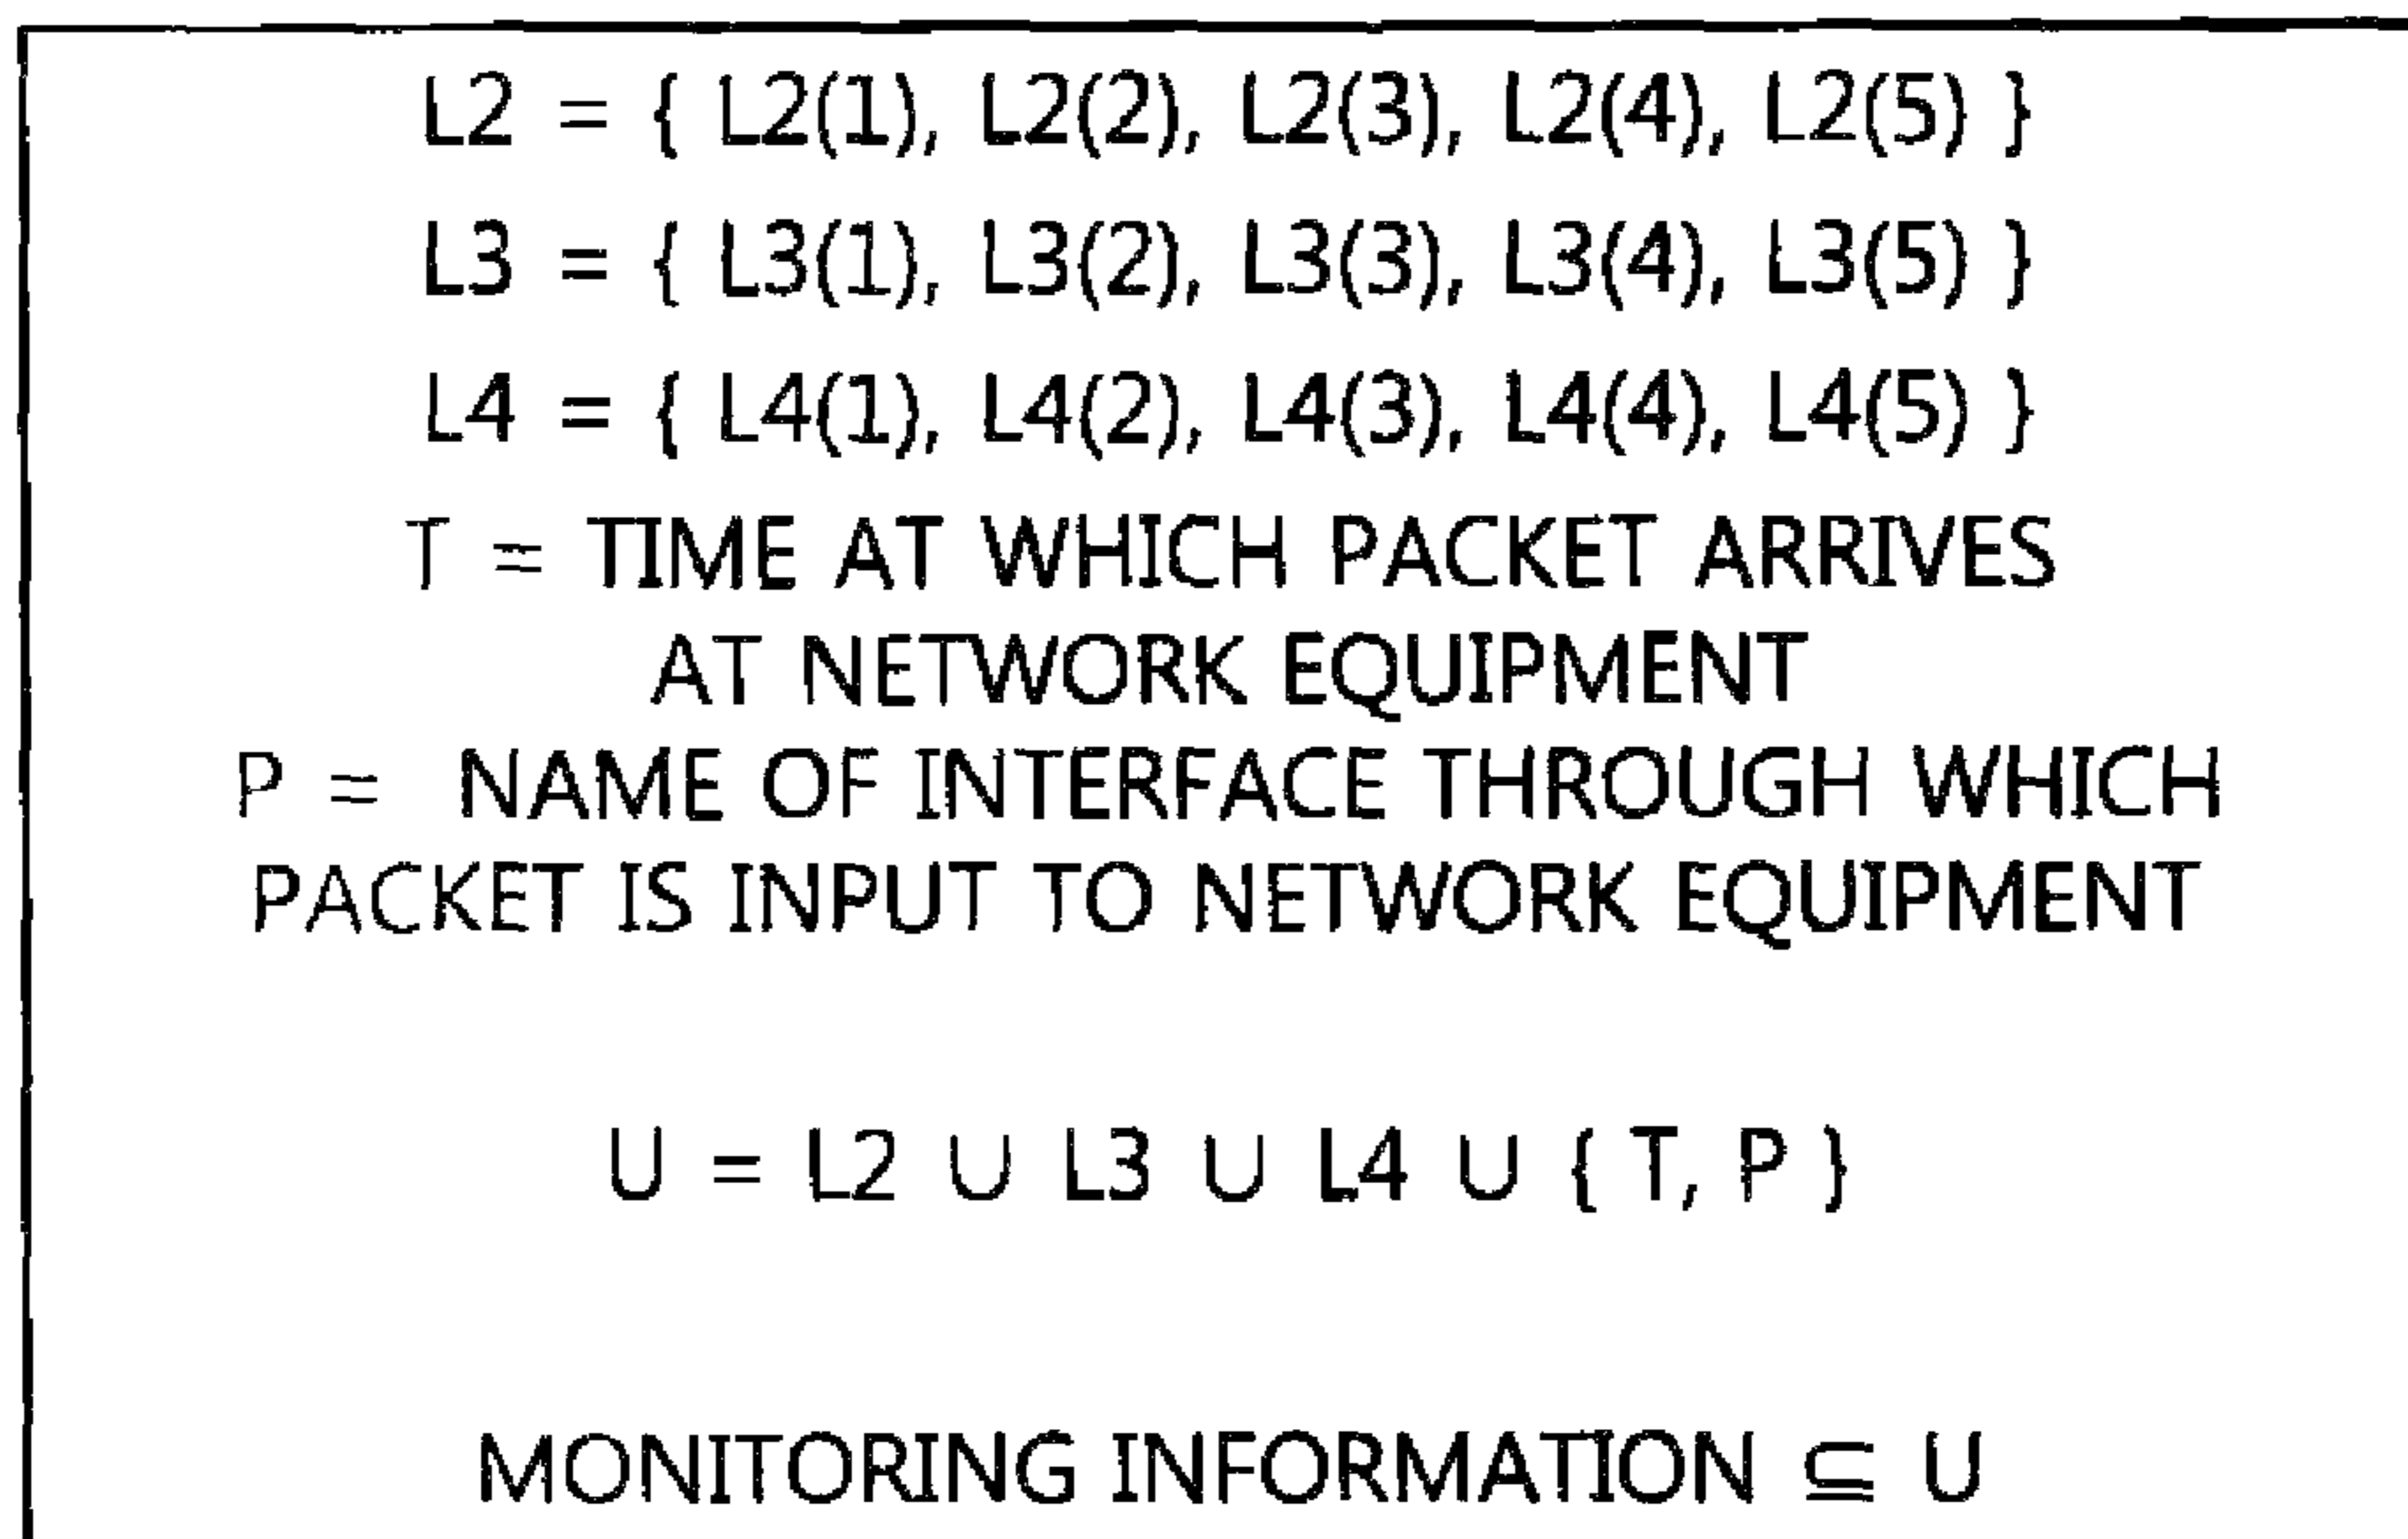 L2 = { L2(1), L2(2), L2(3), L2(4), L2(5) }
L3 = { L3(1), L3(2), L3(3), L3(4), L3(5) }
L4 = { L4(1), L4(2), L4(3), L4(4), L4(5) }
T = TIME AT WHICH PACKET ARRIVES
AT NETWORK EQUIPMENT
P = NAME OF INTERFACE THROUGH WHICH
PACKET IS INPUT TO NETWORK EQUIPMENT
U = L2 ∪ L3 ∪ L4 ∪ { T, P }
MONITORING INFORMATION ⊆ U